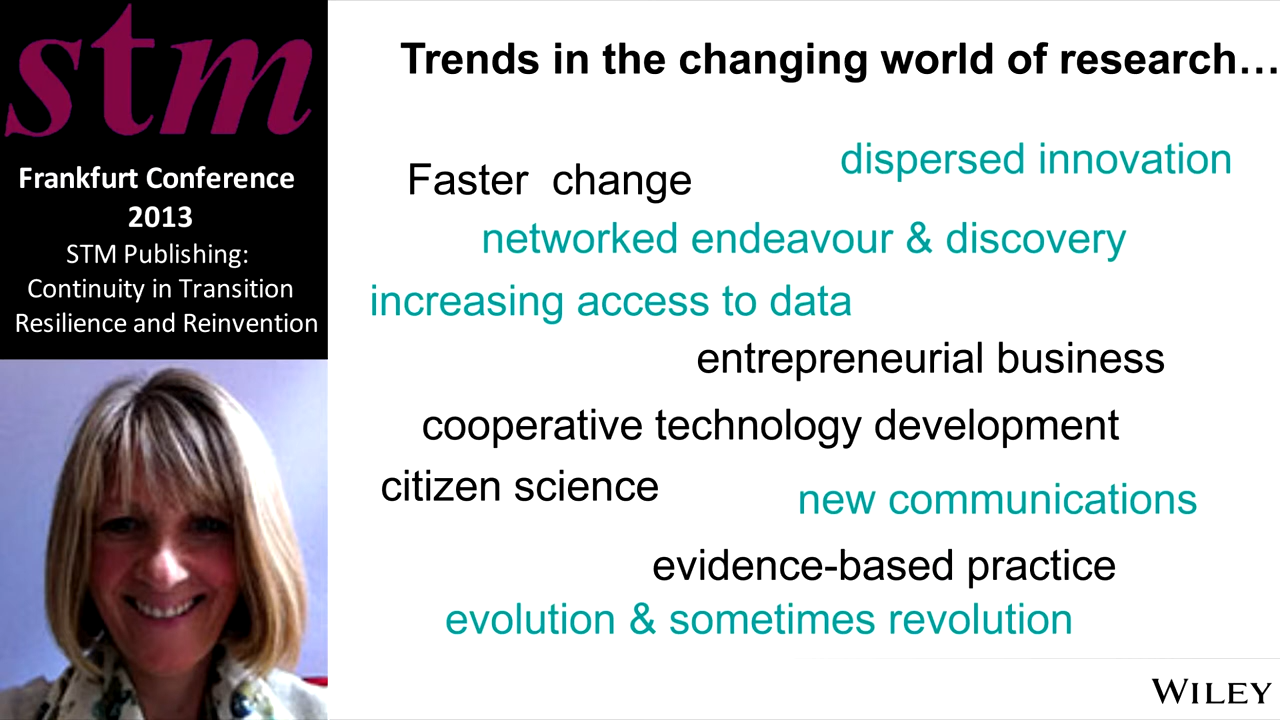 stm
Frankfurt Conference
2013
STM Publishing:
Continuity in Transition
Resilience and Reinvention
Trends in the changing world of research…
dispersed innovation
Faster change
networked endeavour & discovery
increasing access to data
entrepreneurial business
cooperative technology development
citizen science
new communications
evidence-based practice
evolution & sometimes revolution
WILEY